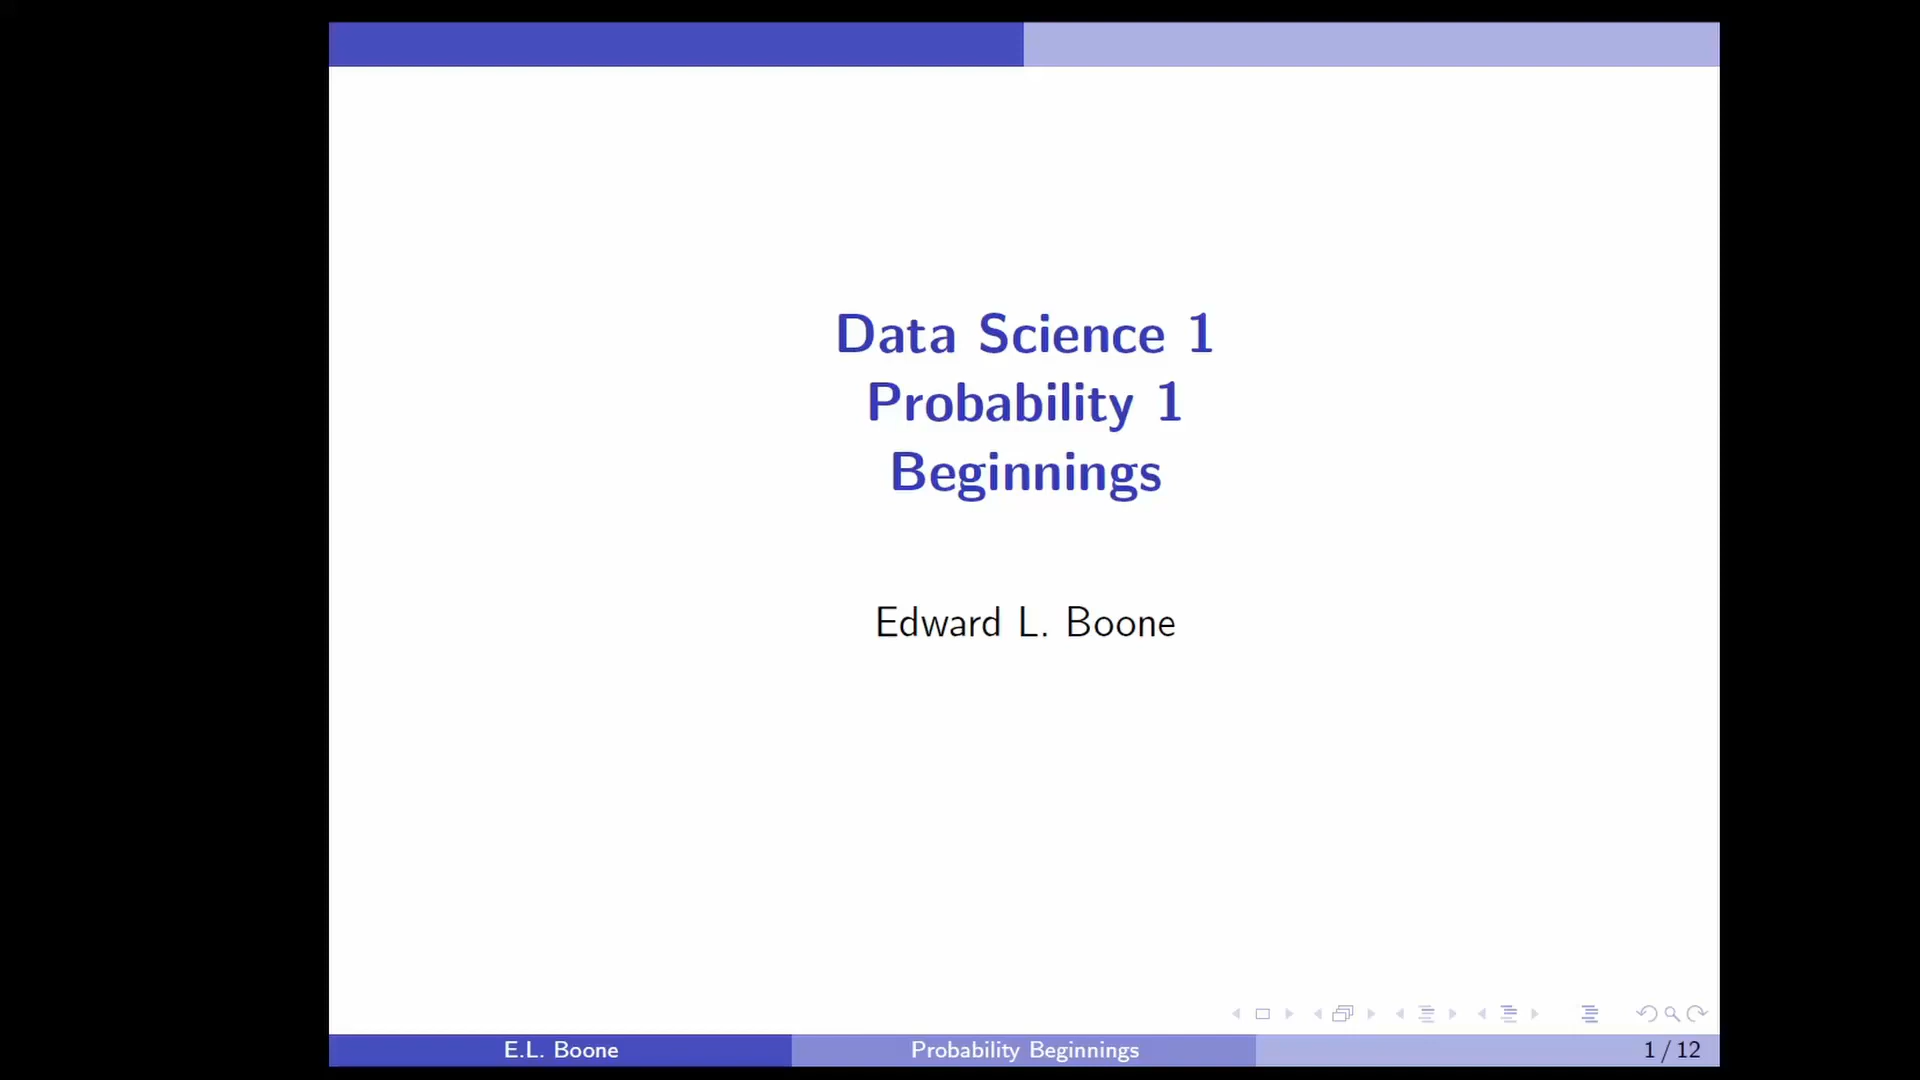 Data Science 1
Probability 1
Beginnings
Edward L. Boone
E.L. Boone
Probability Beginnings
1 / 12